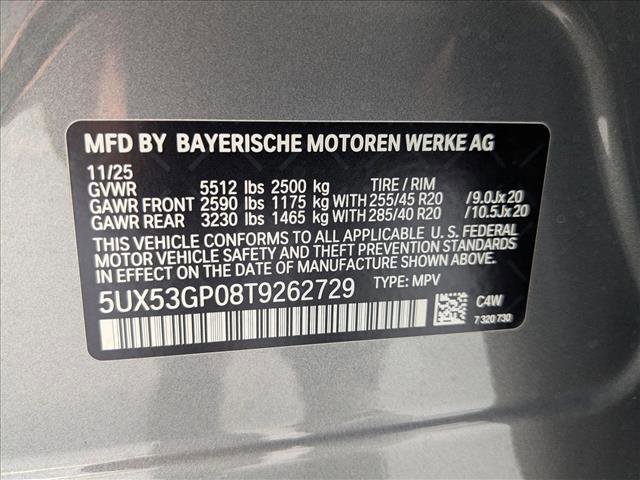 MFD BY BAYERISCHE MOTOREN WERKE AG
11/25
GVWR 5512 lbs 2500 kg TIRE / RIM
GAWR FRONT 2590 lbs 1175 kg WITH 255/45 R20 /9.0Jx20
GAWR REAR 3230 lbs 1465 kg WITH 285/40 R20 /10.5Jx20
THIS VEHICLE CONFORMS TO ALL APPLICABLE U. S. FEDERAL
MOTOR VEHICLE SAFETY AND THEFT PREVENTION STANDARDS
IN EFFECT ON THE DATE OF MANUFACTURE SHOWN ABOVE.
5UX53GP08T9262729 TYPE: MPV
C4W
7 320 730